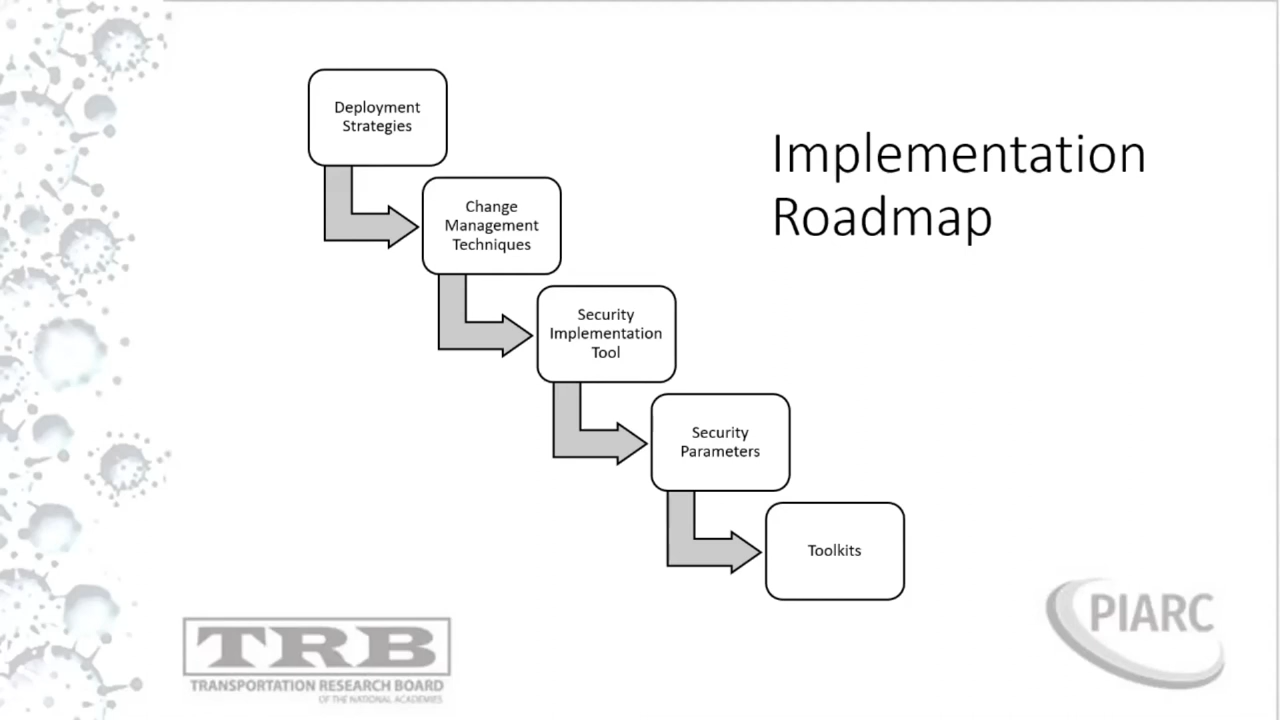 Implementation
Roadmap
Deployment
Strategies
Change
Management
Techniques
Security
Implementation
Tool
Security
Parameters
Toolkits
TRB
TRANSPORTATION RESEARCH BOARD
OF THE NATIONAL ACADEMIES
PIARC